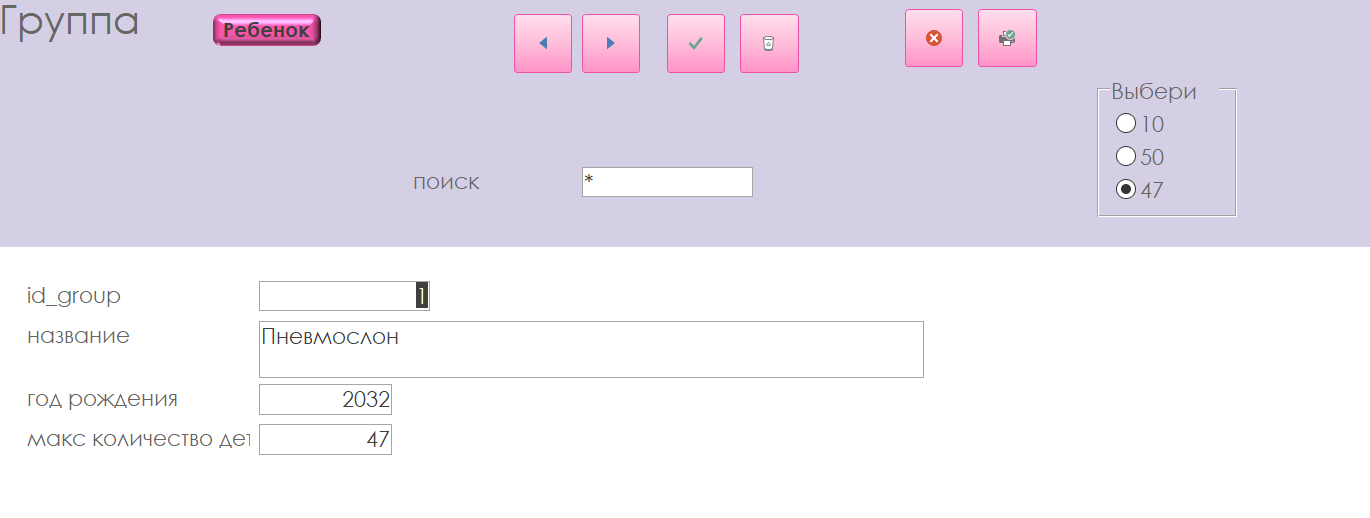 Группа
Ребенок
Выбери
10
50
47
поиск
*
id_group
1
название
Пневмослон
год рождения
2032
макс количество дет
47